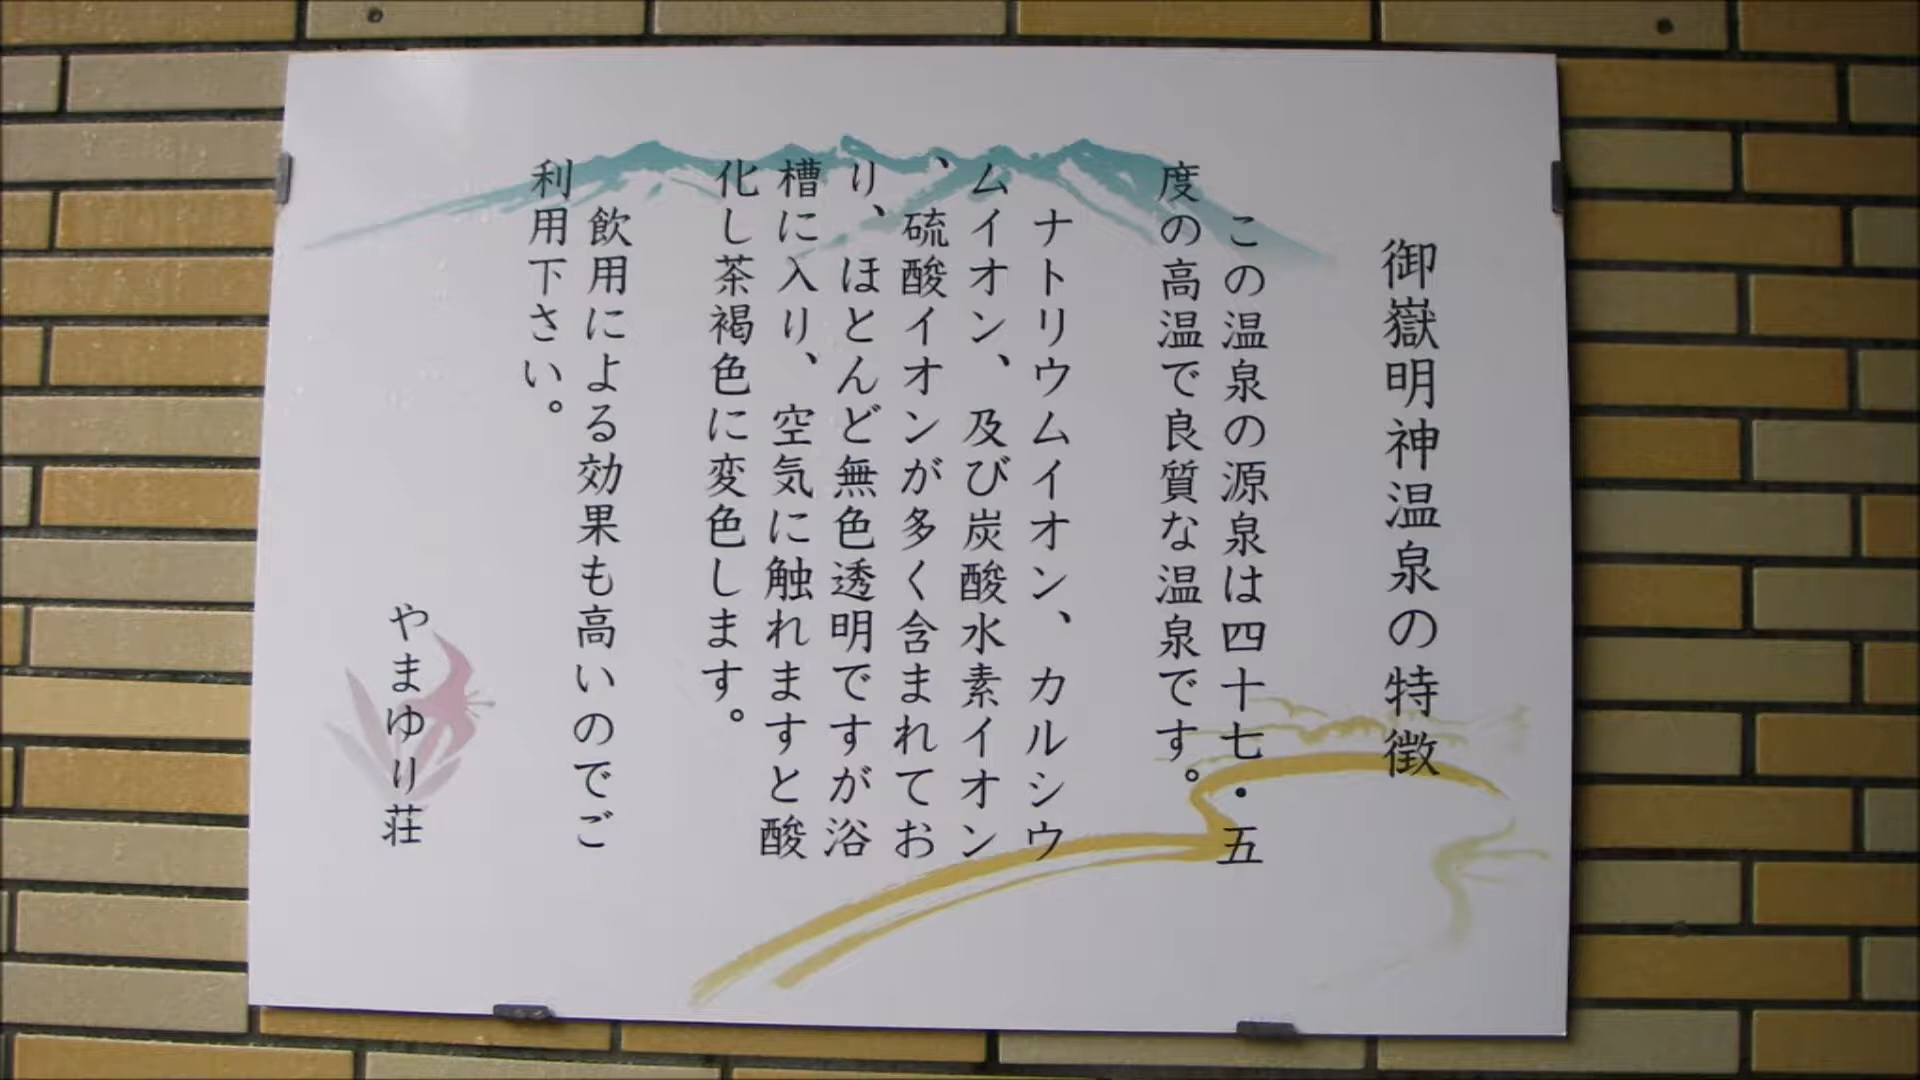 御嶽明神温泉の特徴
この温泉の源泉は四十七・五
度の高温で良質な温泉です。
ナトリウムイオン、カルシウ
ムイオン、及び炭酸水素イオン
、硫酸イオンが多く含まれてお
り、ほとんど無色透明ですが浴
槽に入り、空気に触れますと酸
化し茶褐色に変色します。
飲用による効果も高いのでご
利用下さい。
やまゆり荘